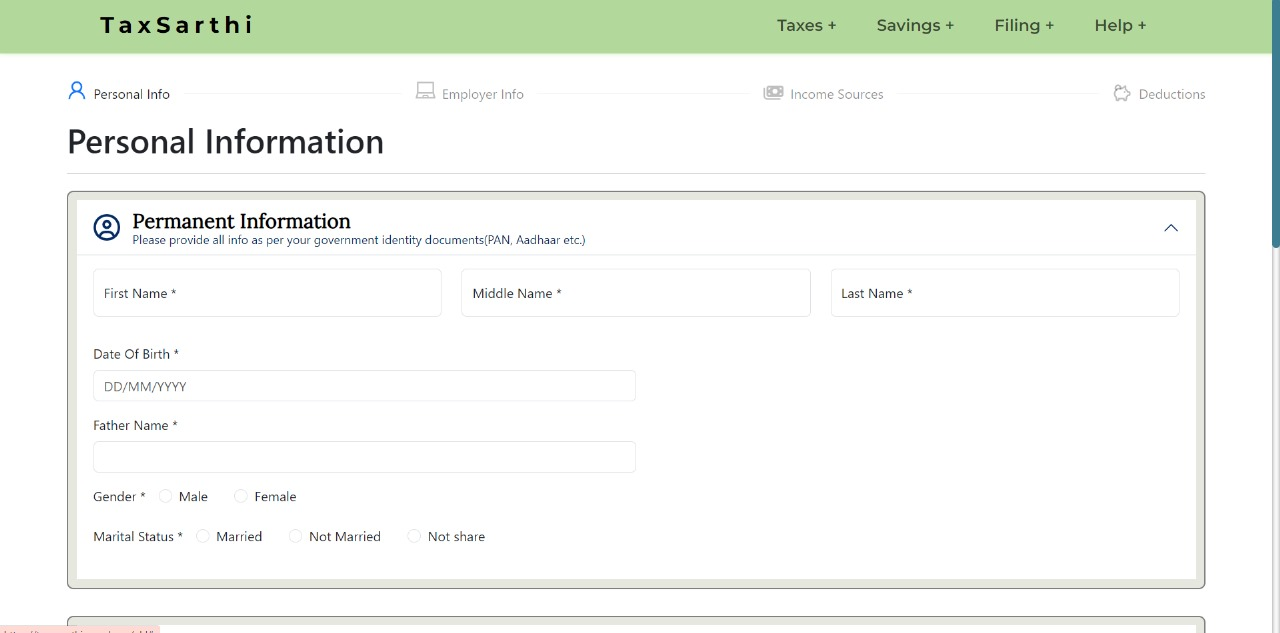 TaxSarthi Taxes + Savings + Filing + Help +
Personal Info Employer Info Income Sources Deductions
Personal Information
Permanent Information
Please provide all info as per your government identity documents(PAN, Aadhaar etc.)
First Name * Middle Name * Last Name *
Date Of Birth *
DD/MM/YYYY
Father Name *
Gender * Male Female
Marital Status * Married Not Married Not share